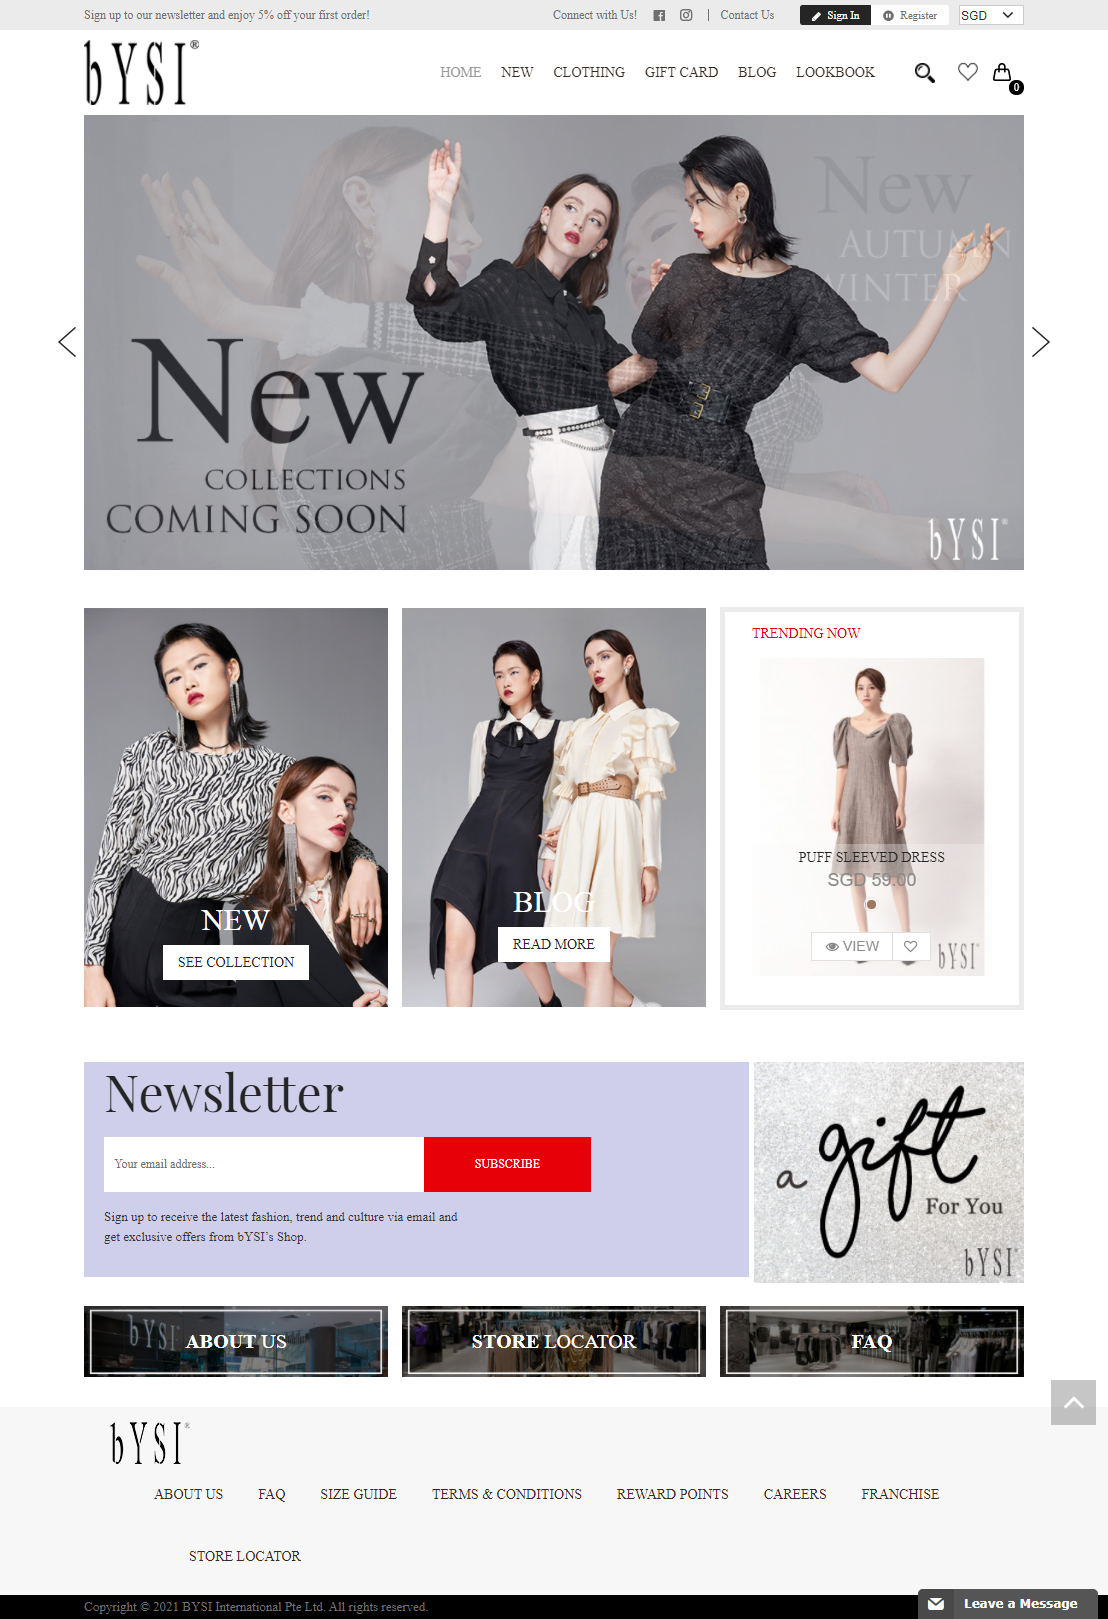 Sign up to our newsletter and enjoy 5% off your first order!
Connect with Us!
|
Contact Us
Sign In
Register
SGD
bYSI®
HOME
NEW
CLOTHING
GIFT CARD
BLOG
LOOKBOOK
0
New
AUTUMN
WINTER
New
COLLECTIONS
COMING SOON
bYSI®
NEW
SEE COLLECTION
BLOG
READ MORE
TRENDING NOW
PUFF SLEEVED DRESS
SGD 59.00
VIEW
bYSI®
Newsletter
Your email address...
SUBSCRIBE
Sign up to receive the latest fashion, trend and culture via email and
get exclusive offers from bYSI's Shop.
a gift
For You
bYSI®
bYSI
ABOUT US
STORE LOCATOR
FAQ
bYSI®
ABOUT US
FAQ
SIZE GUIDE
TERMS & CONDITIONS
REWARD POINTS
CAREERS
FRANCHISE
STORE LOCATOR
Copyright © 2021 BYSI International Pte Ltd. All rights reserved.
Leave a Message